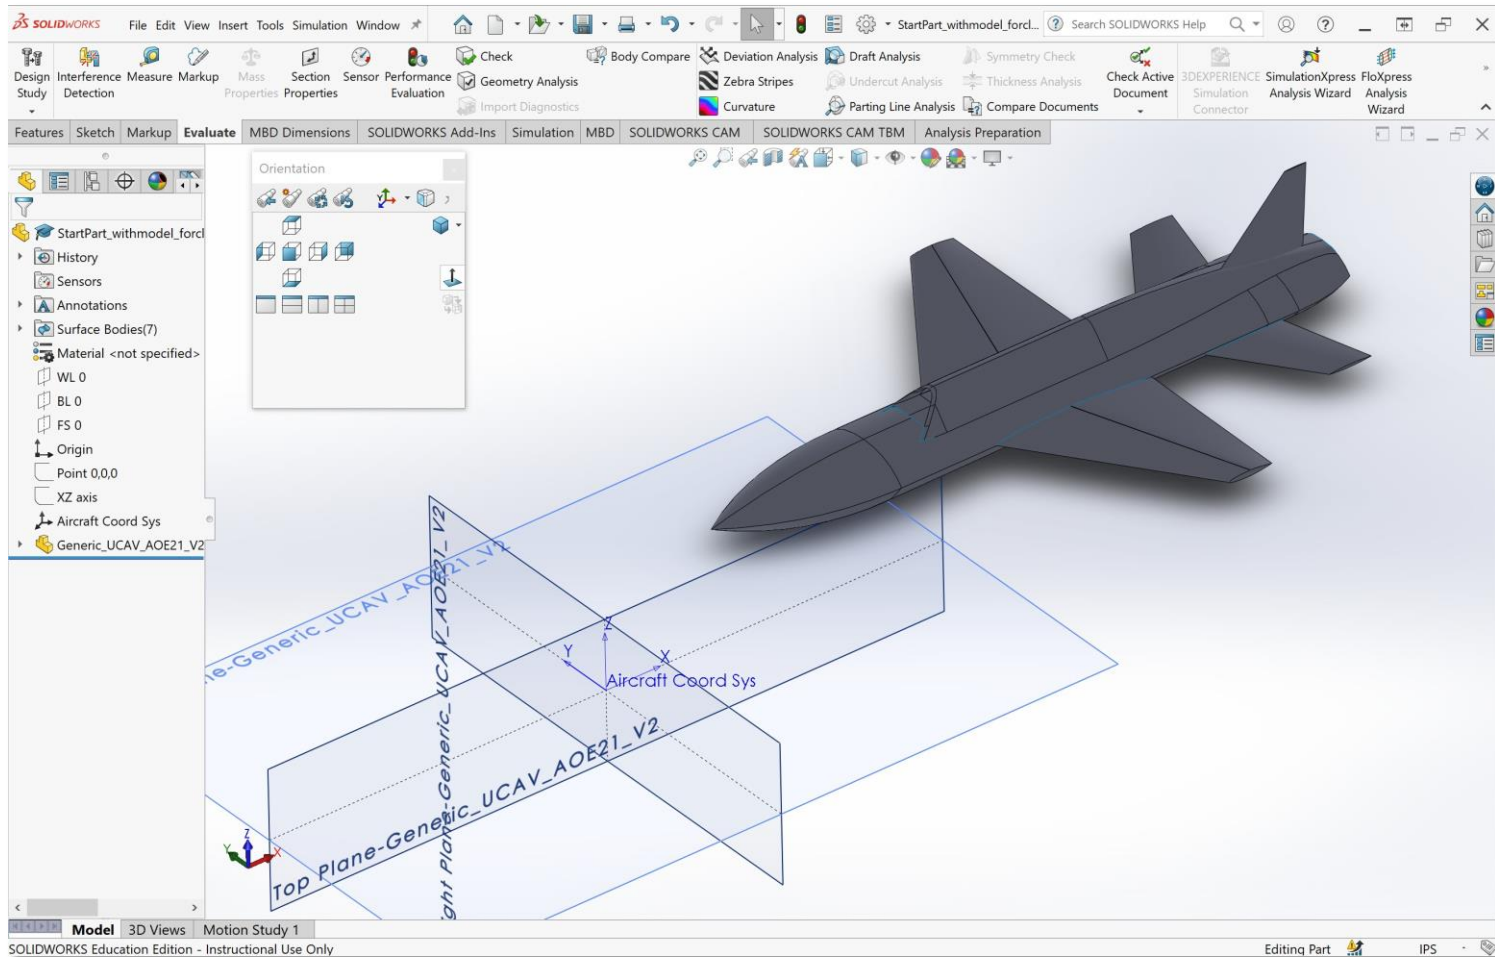 SOLIDWORKS File Edit View Insert Tools Simulation Window StartPart_withmodel_forcl... Search SOLIDWORKS Help
Design Study
Interference Detection
Measure
Markup
Mass Properties
Section Properties
Sensor
Performance Evaluation
Check
Geometry Analysis
Import Diagnostics
Body Compare
Deviation Analysis
Zebra Stripes
Curvature
Draft Analysis
Undercut Analysis
Parting Line Analysis
Symmetry Check
Thickness Analysis
Compare Documents
Check Active Document
3DEXPERIENCE Simulation Connector
SimulationXpress Analysis Wizard
FloXpress Analysis Wizard
Features Sketch Markup Evaluate MBD Dimensions SOLIDWORKS Add-Ins Simulation MBD SOLIDWORKS CAM SOLIDWORKS CAM TBM Analysis Preparation
Orientation
StartPart_withmodel_forcl
History
Sensors
Annotations
Surface Bodies(7)
Material <not specified>
WL 0
BL 0
FS 0
Origin
Point 0,0,0
XZ axis
Aircraft Coord Sys
Generic_UCAV_AOE21_V2
ne-Generic_UCAV_AOE21_V2
ght Plane-Generic_UCAV_AOE21_V2
Top Plane-Generic_UCAV_AOE21_V2
Z
Y
X
Aircraft Coord Sys
Z
Y
X
Model 3D Views Motion Study 1
SOLIDWORKS Education Edition - Instructional Use Only
Editing Part
IPS